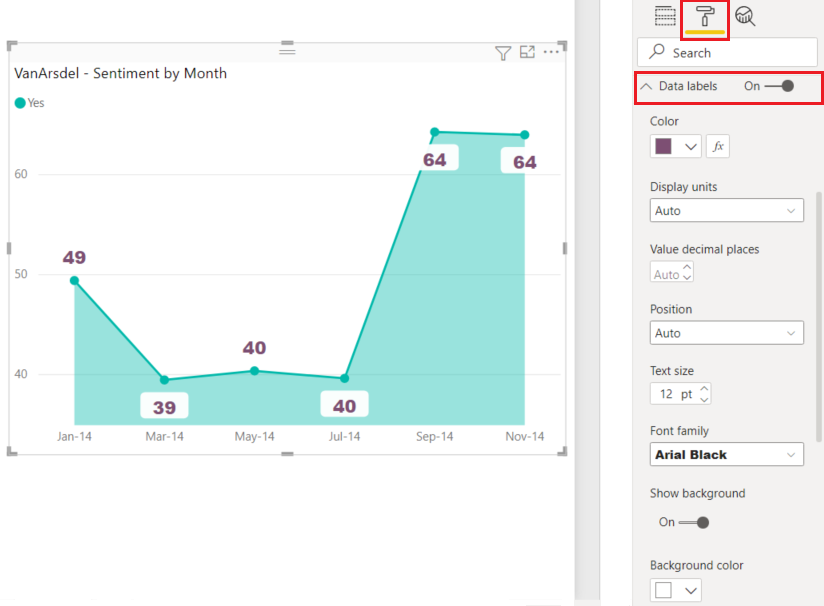 VanArsdel - Sentiment by Month
Yes
60
50
40
49
39
40
40
64
64
Jan-14 Mar-14 May-14 Jul-14 Sep-14 Nov-14
Search
Data labels On
Color
fx
Display units
Auto
Value decimal places
Auto
Position
Auto
Text size
12 pt
Font family
Arial Black
Show background
On
Background color